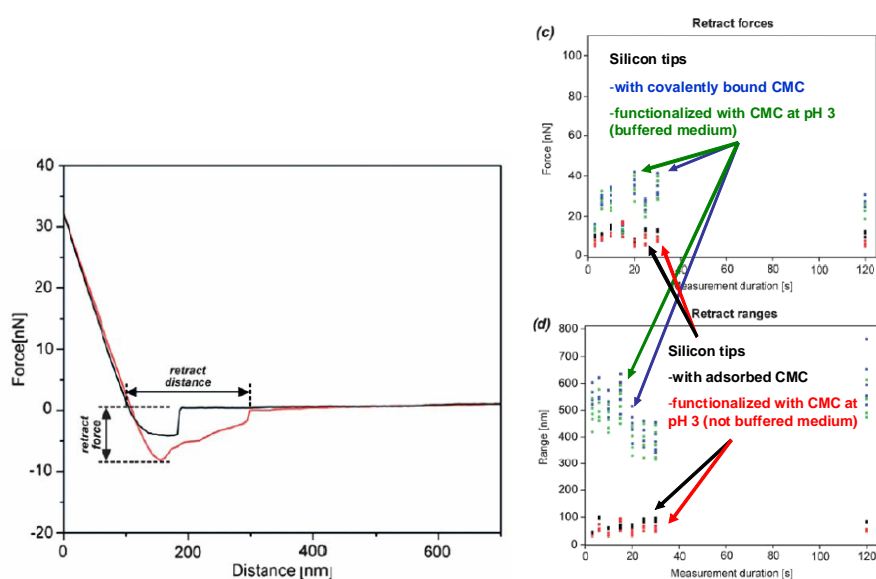 40
30
20
10
0
-10
-20
Force[nN]
retract
distance
retract
force
0
200
400
600
Distance [nm]
(c)
Retract forces
100
80
60
40
20
0
Force [nN]
Silicon tips
-with covalently bound CMC
-functionalized with CMC at pH 3
(buffered medium)
0
20
40
60
80
100
120
Measurement duration [s]
(d)
Retract ranges
800
700
600
500
400
300
200
100
0
Range [nm]
Silicon tips
-with adsorbed CMC
-functionalized with CMC at
pH 3 (not buffered medium)
0
20
40
60
80
100
120
Measurement duration [s]